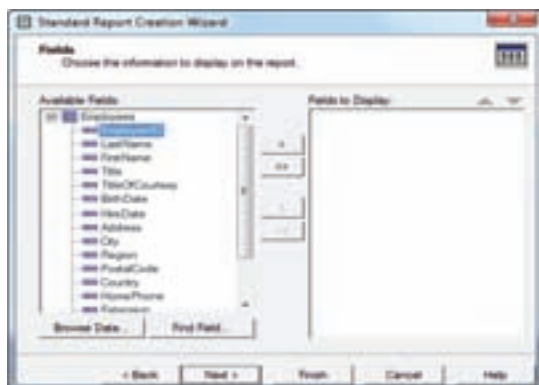 Standard Report Creation Wizard
Fields
Choose the information to display on the report.
Available Fields:
Fields to Display:
Employees
EmployeeID
LastName
FirstName
Title
TitleOfCourtesy
BirthDate
HireDate
Address
City
Region
PostalCode
Country
HomePhone
Extension
>
>>
Browse Data...
Find Field...
< Back
Next >
Finish
Cancel
Help